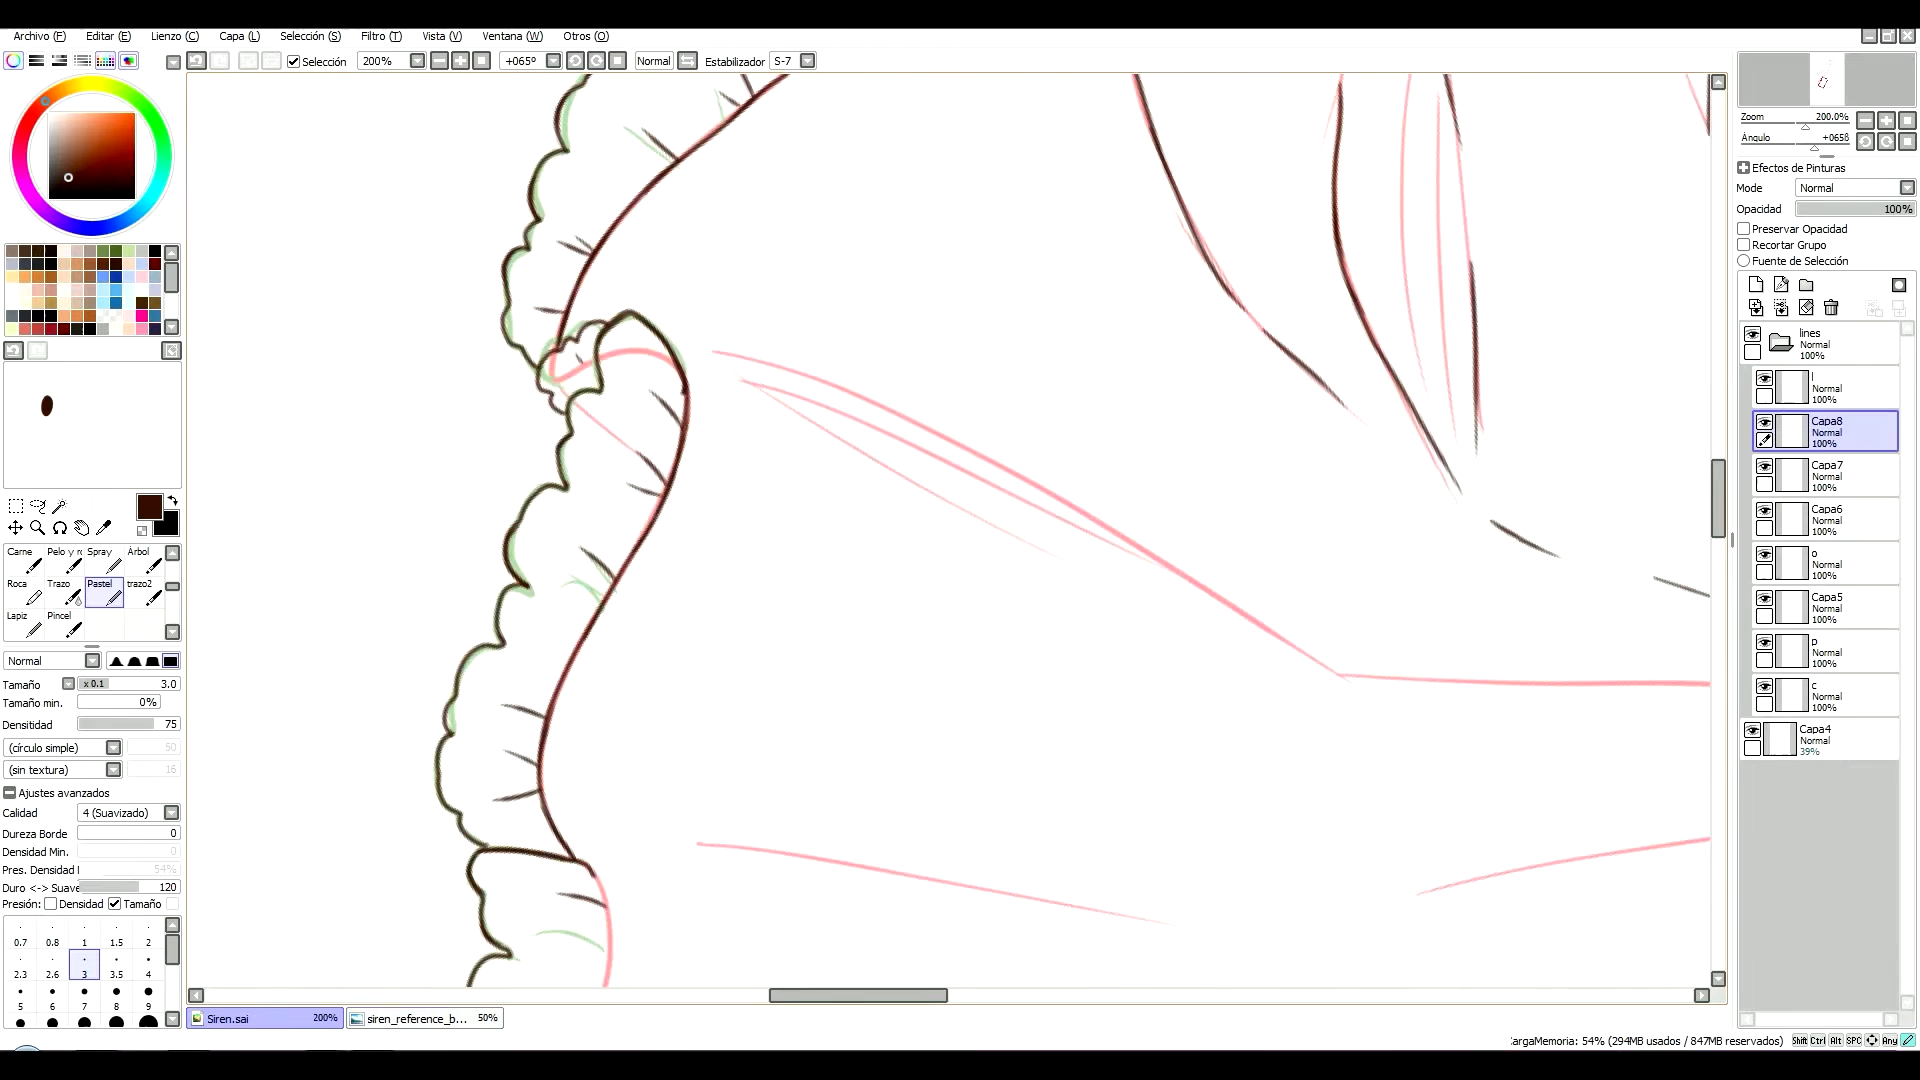 Archivo (F) Editar (E) Lienzo (C) Capa (L) Selección (S) Filtro (T) Vista (V) Ventana (W) Otros (O)
Selección 200% +065º Normal Estabilizador S-7
Zoom 200.0%
Ángulo +065ß
Efectos de Pinturas
Mode Normal
Opacidad 100%
Preservar Opacidad
Recortar Grupo
Fuente de Selección
lines
Normal
100%
l
Normal
100%
Capa8
Normal
100%
Capa7
Normal
100%
Capa6
Normal
100%
o
Normal
100%
Capa5
Normal
100%
p
Normal
100%
c
Normal
100%
Capa4
Normal
39%
Carne Pelo y ro Spray Árbol
Roca Trazo Pastel trazo2
Lapiz Pincel
Normal
Tamaño x 0.1 3.0
Tamaño min. 0%
Densitidad 75
(círculo simple) 50
(sin textura) 16
Ajustes avanzados
Calidad 4 (Suavizado)
Dureza Borde 0
Densidad Min. 0
Pres. Densidad 54%
Duro <-> Suave 120
Presión: Densidad Tamaño
0.7 0.8 1 1.5 2
2.3 2.6 3 3.5 4
5 6 7 8 9
Siren.sai 200% siren_reference_b... 50%
argaMemoria: 54% (294MB usados / 847MB reservados) Shift Ctrl Alt SPC Any